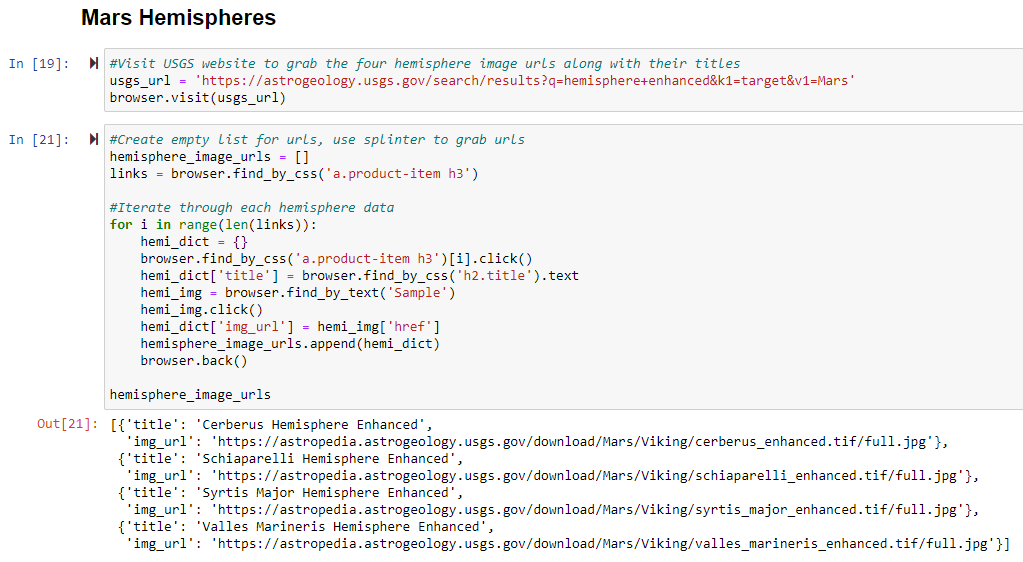 Mars Hemispheres
In [19]:
#Visit USGS website to grab the four hemisphere image urls along with their titles
usgs_url = 'https://astrogeology.usgs.gov/search/results?q=hemisphere+enhanced&k1=target&v1=Mars'
browser.visit(usgs_url)
In [21]:
#Create empty list for urls, use splinter to grab urls
hemisphere_image_urls = []
links = browser.find_by_css('a.product-item h3')
#Iterate through each hemisphere data
for i in range(len(links)):
    hemi_dict = {}
    browser.find_by_css('a.product-item h3')[i].click()
    hemi_dict['title'] = browser.find_by_css('h2.title').text
    hemi_img = browser.find_by_text('Sample')
    hemi_img.click()
    hemi_dict['img_url'] = hemi_img['href']
    hemisphere_image_urls.append(hemi_dict)
    browser.back()
hemisphere_image_urls
Out[21]:
[{'title': 'Cerberus Hemisphere Enhanced',
  'img_url': 'https://astropedia.astrogeology.usgs.gov/download/Mars/Viking/cerberus_enhanced.tif/full.jpg'},
 {'title': 'Schiaparelli Hemisphere Enhanced',
  'img_url': 'https://astropedia.astrogeology.usgs.gov/download/Mars/Viking/schiaparelli_enhanced.tif/full.jpg'},
 {'title': 'Syrtis Major Hemisphere Enhanced',
  'img_url': 'https://astropedia.astrogeology.usgs.gov/download/Mars/Viking/syrtis_major_enhanced.tif/full.jpg'},
 {'title': 'Valles Marineris Hemisphere Enhanced',
  'img_url': 'https://astropedia.astrogeology.usgs.gov/download/Mars/Viking/valles_marineris_enhanced.tif/full.jpg'}]